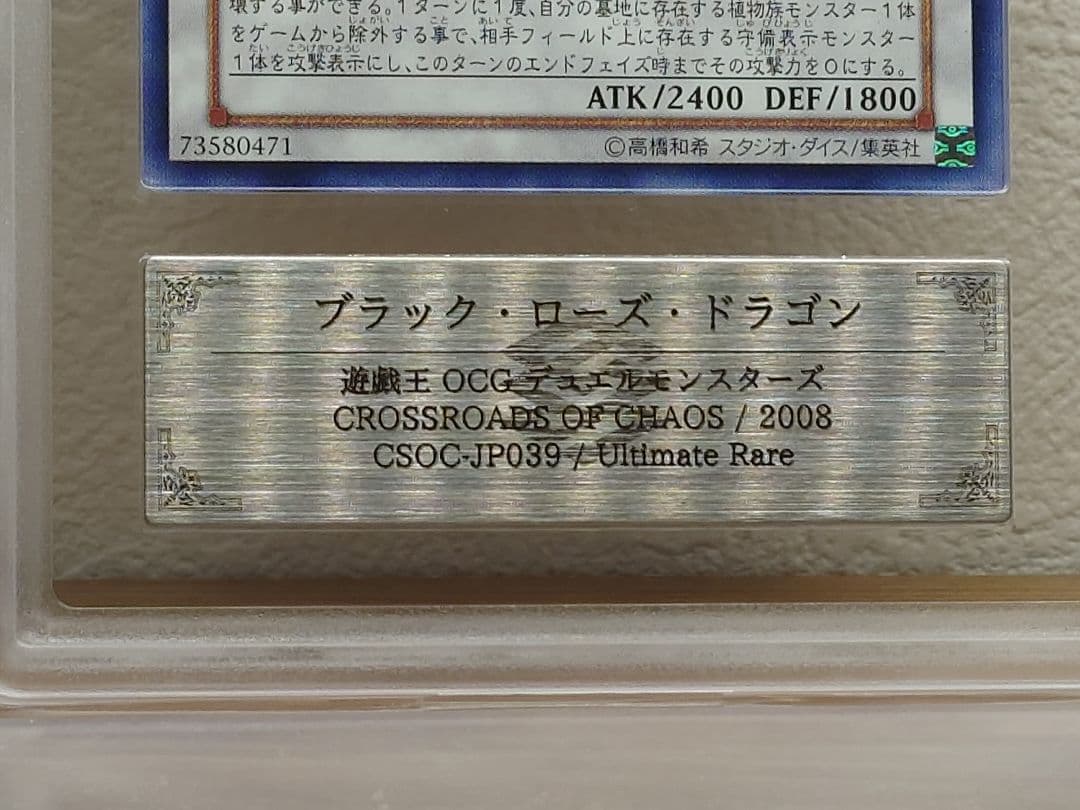 壊する事ができる。1ターンに1度、自分の墓地に存在する植物族モンスター1体
をゲームから除外する事で、相手フィールド上に存在する守備表示モンスター
1体を攻撃表示にし、このターンのエンドフェイズ時までその攻撃力を0にする。
ATK/2400 DEF/1800
73580471 ©高橋和希 スタジオ・ダイス/集英社
ブラック・ローズ・ドラゴン
遊戯王 OCG デュエルモンスターズ
CROSSROADS OF CHAOS / 2008
CSOC-JP039 / Ultimate Rare